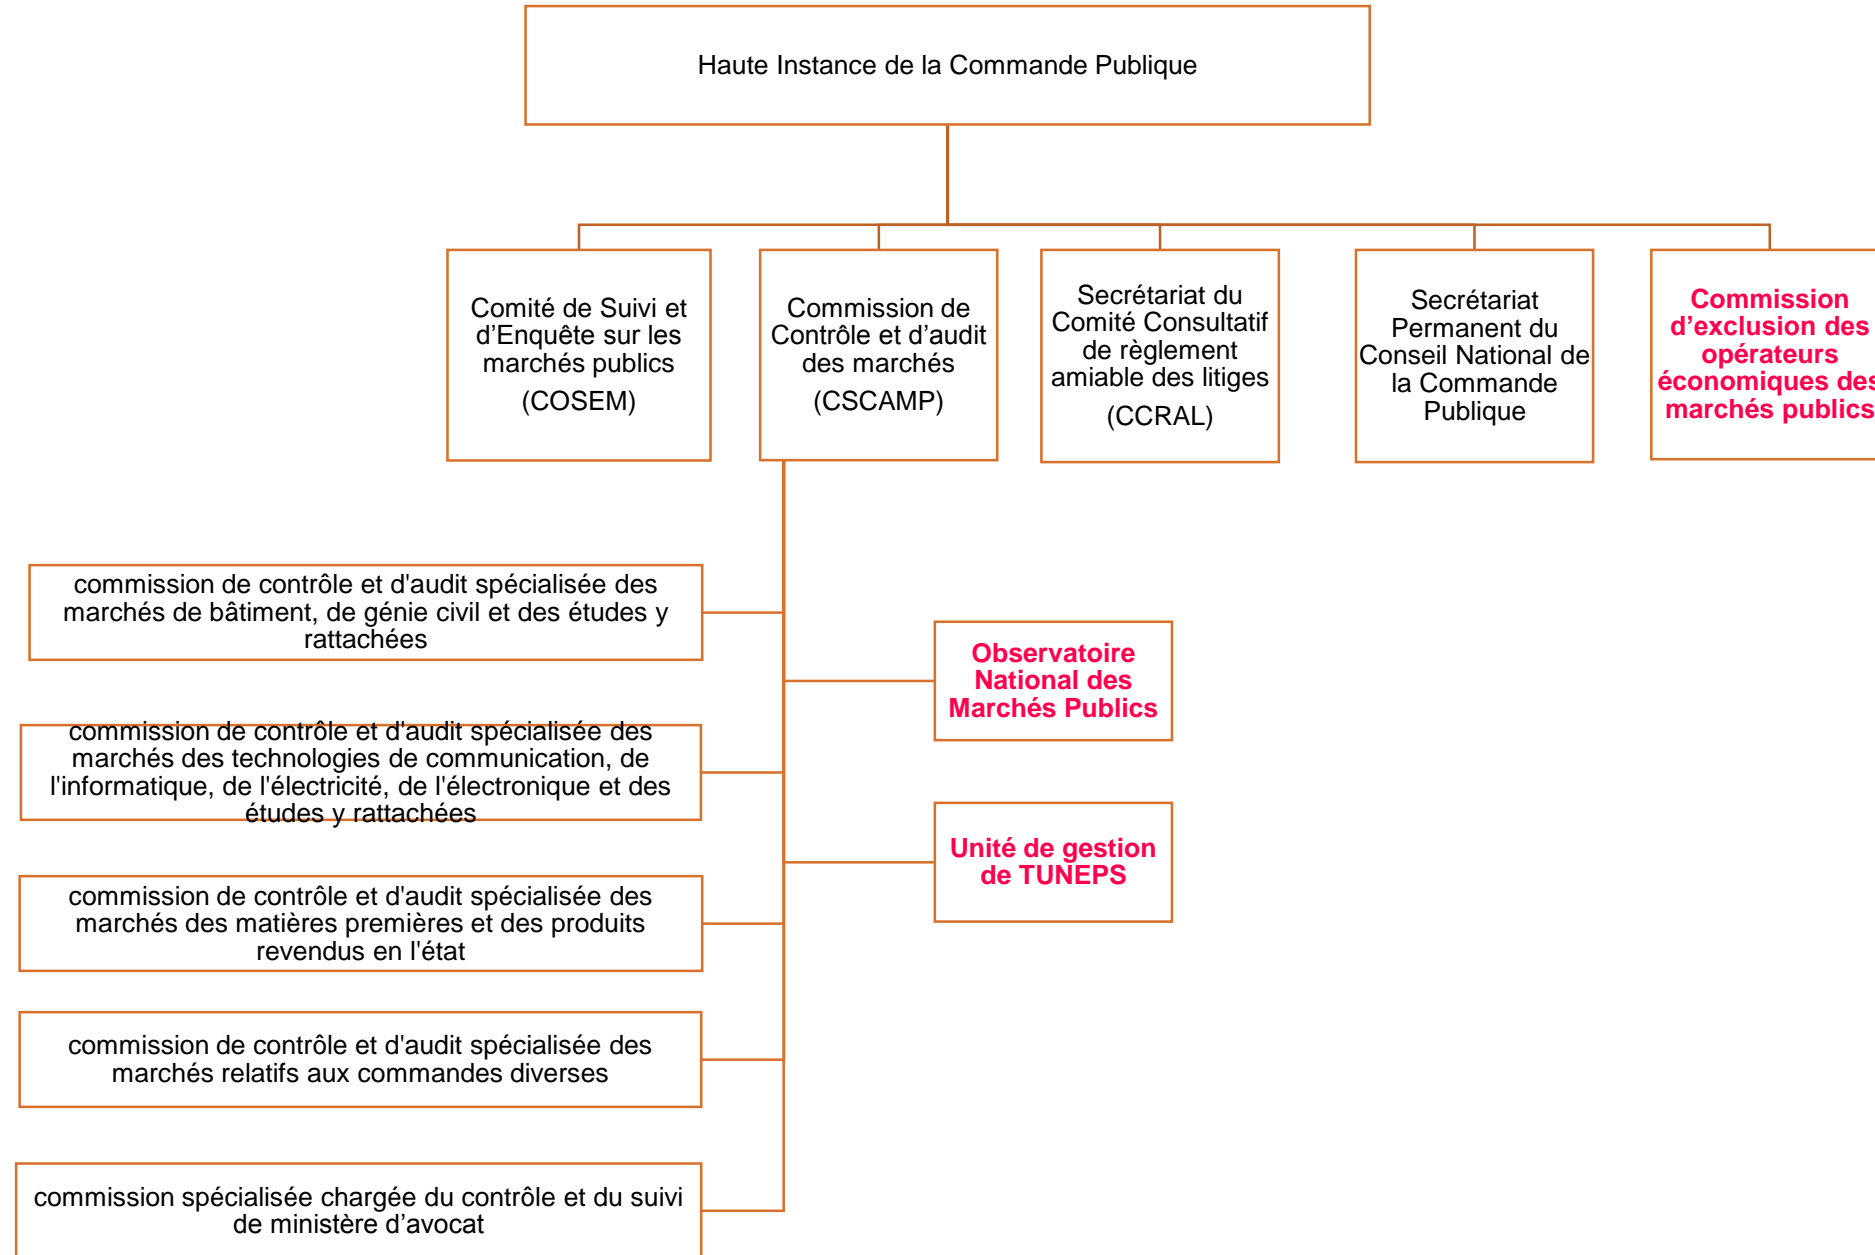 Haute Instance de la Commande Publique
Comité de Suivi et
d’Enquête sur les
marchés publics
(COSEM)
Commission de
Contrôle et d’audit
des marchés
(CSCAMP)
Secrétariat du
Comité Consultatif
de règlement
amiable des litiges
(CCRAL)
Secrétariat
Permanent du
Conseil National de
la Commande
Publique
Commission
d’exclusion des
opérateurs
économiques des
marchés publics
commission de contrôle et d'audit spécialisée des
marchés de bâtiment, de génie civil et des études y
rattachées
Observatoire
National des
Marchés Publics
commission de contrôle et d'audit spécialisée des
marchés des technologies de communication, de
l'informatique, de l'électricité, de l'électronique et des
études y rattachées
Unité de gestion
de TUNEPS
commission de contrôle et d'audit spécialisée des
marchés des matières premières et des produits
revendus en l'état
commission de contrôle et d'audit spécialisée des
marchés relatifs aux commandes diverses
commission spécialisée chargée du contrôle et du suivi
de ministère d’avocat